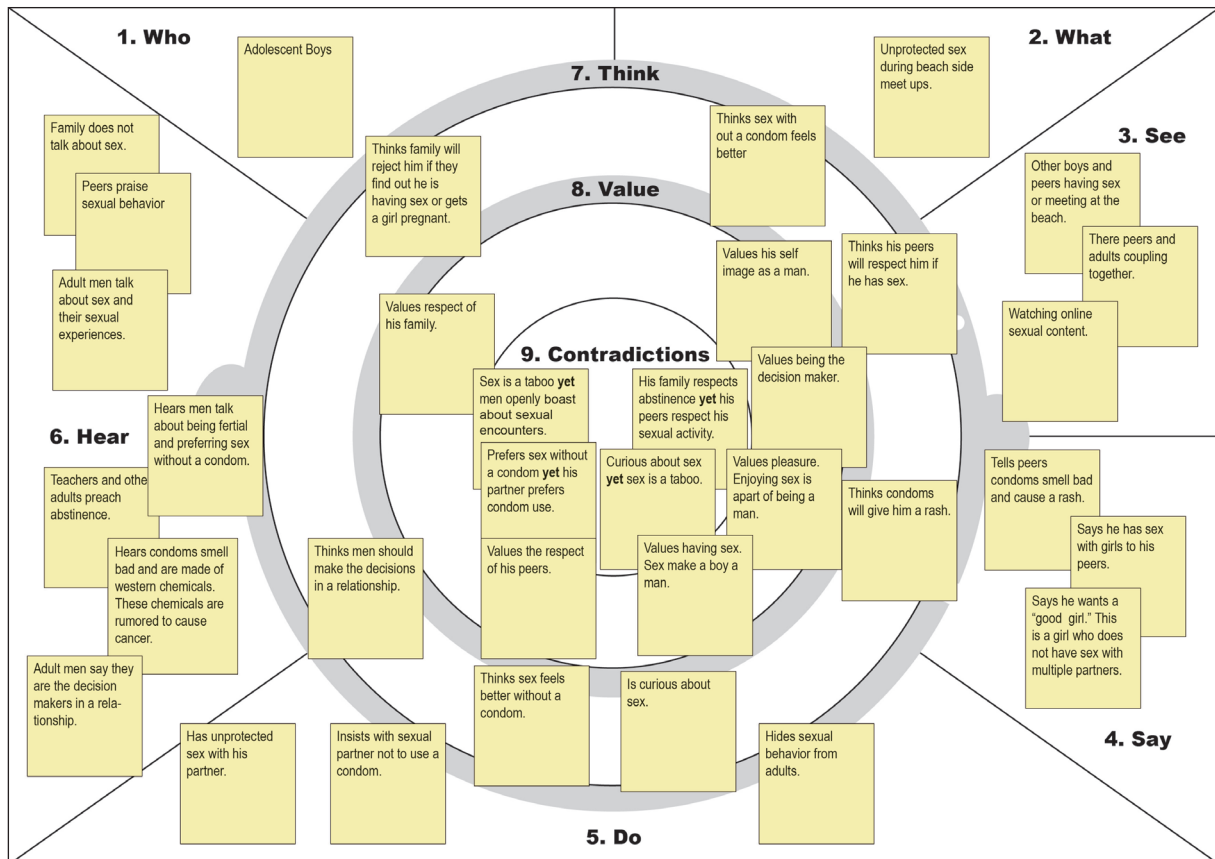 1. Who
Adolescent Boys
2. What
Unprotected sex
during beach side
meet ups.
3. See
Other boys and
peers having sex
or meeting at the
beach.
There peers and
adults coupling
together.
Watching online
sexual content.
4. Say
Tells peers
condoms smell bad
and cause a rash.
Says he has sex
with girls to his
peers.
Says he wants a
“good girl.” This
is a girl who does
not have sex with
multiple partners.
5. Do
Has unprotected
sex with his
partner.
Insists with sexual
partner not to use a
condom.
Hides sexual
behavior from
adults.
6. Hear
Family does not
talk about sex.
Peers praise
sexual behavior
Adult men talk
about sex and
their sexual
experiences.
Hears men talk
about being fertial
and preferring sex
without a condom.
Teachers and othe
adults preach
abstinence.
Hears condoms smell
bad and are made of
western chemicals.
These chemicals are
rumored to cause
cancer.
Adult men say they
are the decision
makers in a rela-
tionship.
7. Think
Thinks family will
reject him if they
find out he is
having sex or gets
a girl pregnant.
Thinks sex with
out a condom feels
better
Thinks his peers
will respect him if
he has sex.
Thinks condoms
will give him a rash.
Thinks men should
make the decisions
in a relationship.
Thinks sex feels
better without a
condom.
Is curious about
sex.
8. Value
Values respect of
his family.
Values his self
image as a man.
Values being the
decision maker.
Values pleasure.
Enjoying sex is
apart of being a
man.
Values the respect
of his peers.
Values having sex.
Sex make a boy a
man.
9. Contradictions
Sex is a taboo yet
men openly boast
about sexual
encounters.
His family respects
abstinence yet his
peers respect his
sexual activity.
Prefers sex without
a condom yet his
partner prefers
condom use.
Curious about sex
yet sex is a taboo.